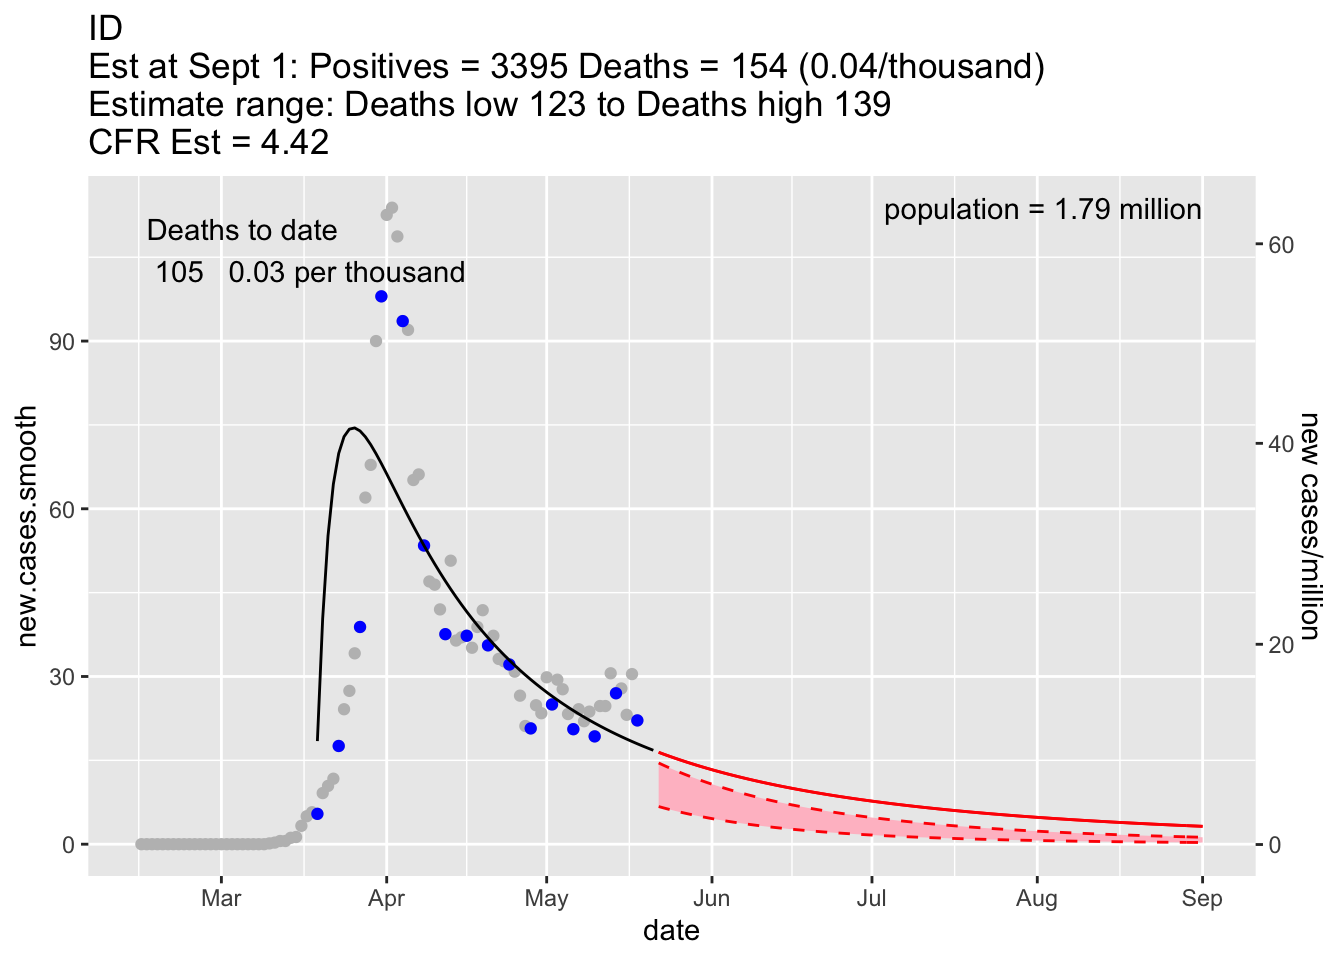 ID
Est at Sept 1: Positives = 3395 Deaths = 154 (0.04/thousand)
Estimate range: Deaths low 123 to Deaths high 139
CFR Est = 4.42
Deaths to date
105 0.03 per thousand
population = 1.79 million
90
60
30
0
new.cases.smooth
60
40
20
0
new cases/million
Mar Apr May Jun Jul Aug Sep
date